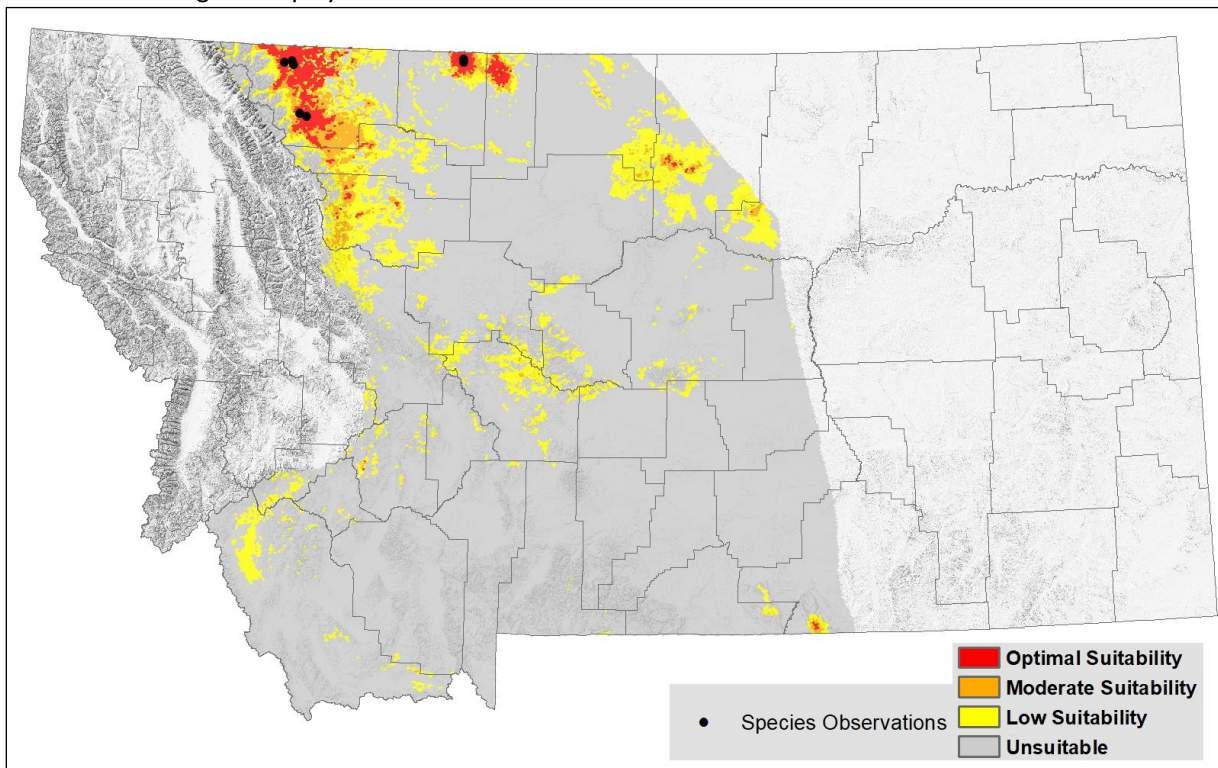 Species Observations
Optimal Suitability
Moderate Suitability
Low Suitability
Unsuitable